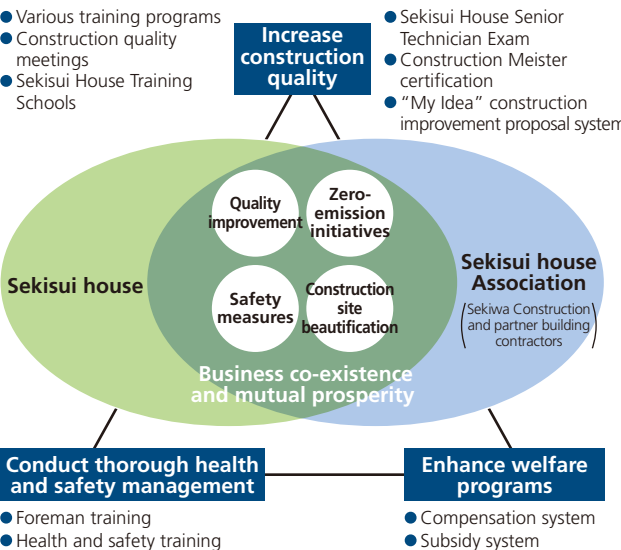 ● Various training programs
● Construction quality
meetings
● Sekisui House Training
Schools
Increase
construction
quality
● Sekisui House Senior
Technician Exam
● Construction Meister
certification
● “My Idea” construction
improvement proposal system
Quality
improvement
Zero-
emission
initiatives
Sekisui house
Safety
measures
Construction
site
beautification
Sekisui house
Association
(Sekiwa Construction
and partner building
contractors)
Business co-existence
and mutual prosperity
Conduct thorough health
and safety management
● Foreman training
● Health and safety training
Enhance welfare
programs
● Compensation system
● Subsidy system